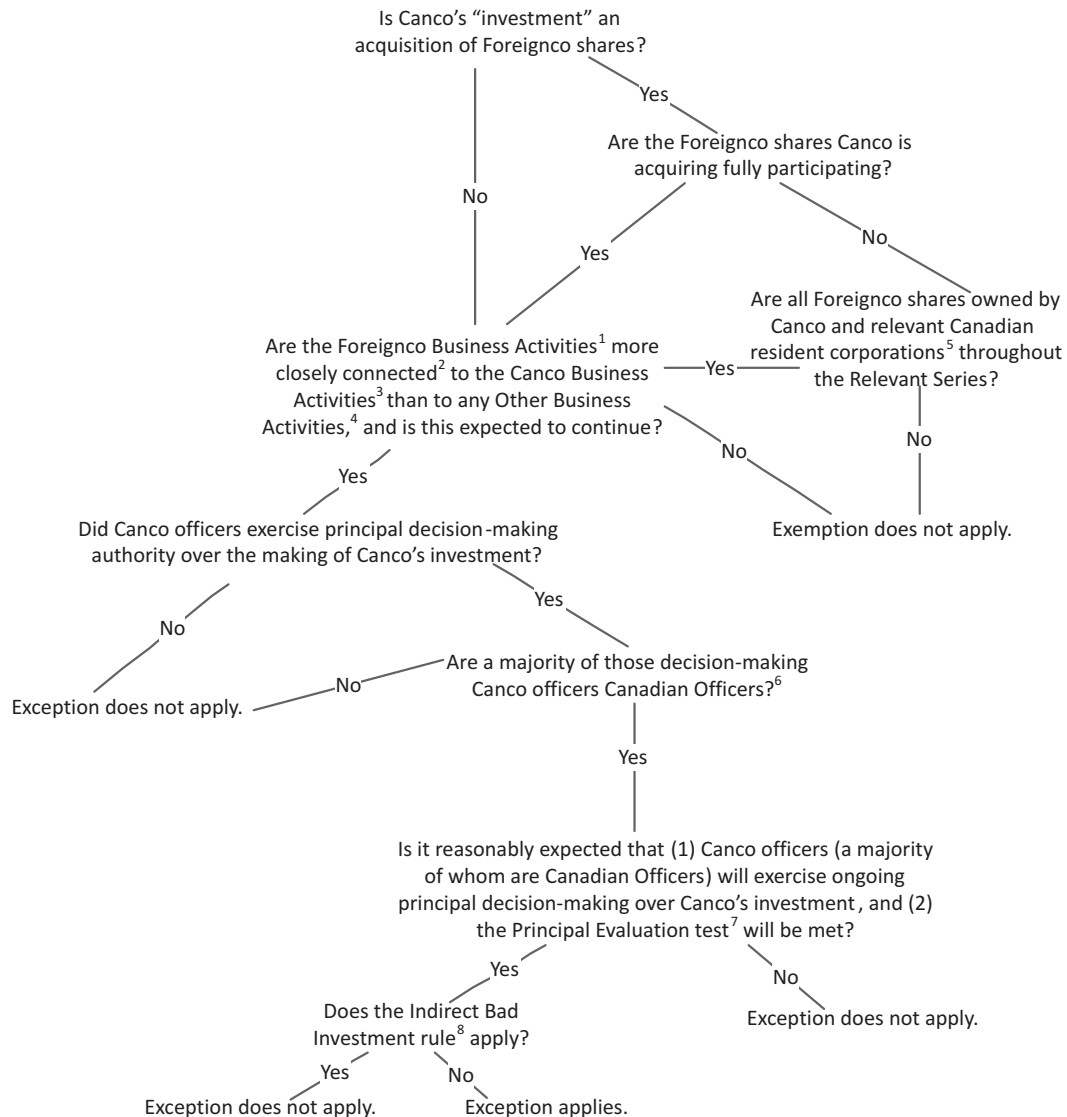 Is Canco’s “investment” an
acquisition of Foreignco shares?
Yes
Are the Foreignco shares Canco is
acquiring fully participating?
No
No
Yes
Are all Foreignco shares owned by
Canco and relevant Canadian
resident corporations5 throughout
the Relevant Series?
Are the Foreignco Business Activities1 more
closely connected2 to the Canco Business
Activities3 than to any Other Business
Activities,4 and is this expected to continue?
Yes
No
No
Yes
Exemption does not apply.
Did Canco officers exercise principal decision-making
authority over the making of Canco’s investment?
Yes
No
Are a majority of those decision-making
Canco officers Canadian Officers?6
No
Exception does not apply.
Yes
Is it reasonably expected that (1) Canco officers (a majority
of whom are Canadian Officers) will exercise ongoing
principal decision-making over Canco’s investment, and (2)
the Principal Evaluation test7 will be met?
Yes
No
Does the Indirect Bad
Investment rule8 apply?
Exception does not apply.
Yes
No
Exception does not apply.
Exception applies.